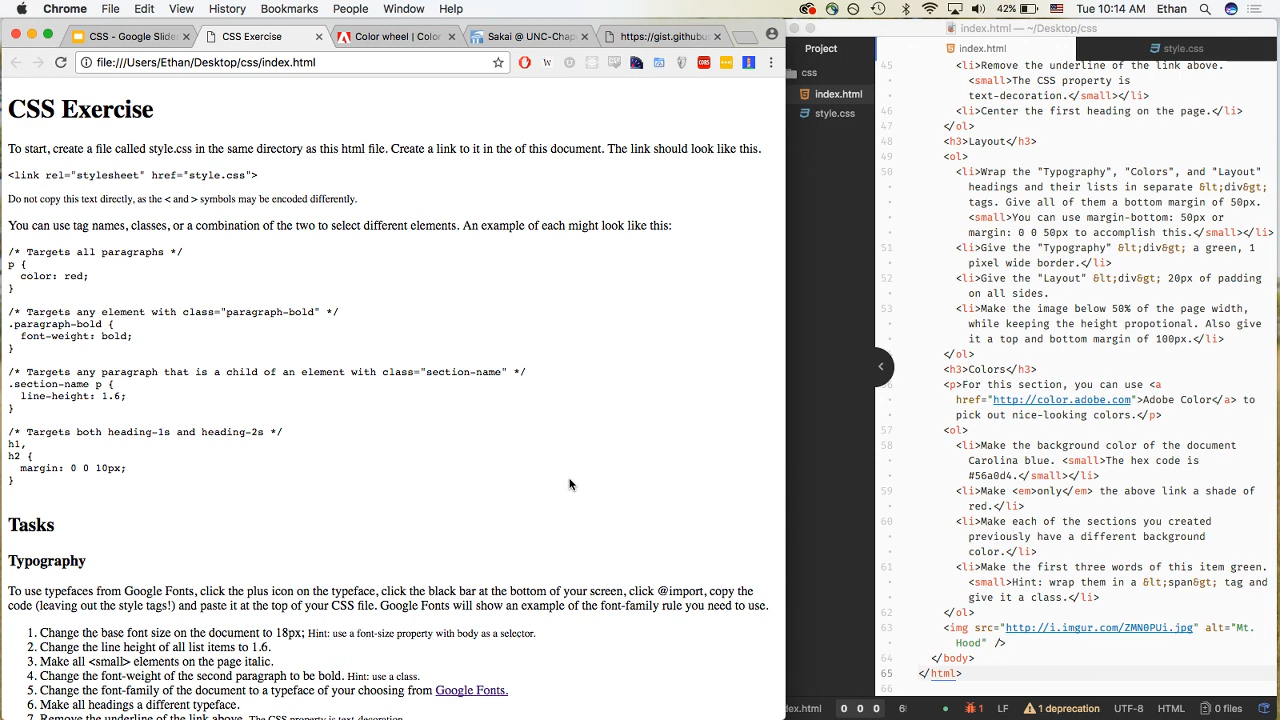 Chrome File Edit View History Bookmarks People Window Help 42% Tue 10:14 AM Ethan
2 - Google Slides
CSS Exercise
Color wheel | Color
Sakai @ UNC-Chape
https://gist.githubus
file:///Users/Ethan/Desktop/css/index.html
CSS Exercise
To start, create a file called style.css in the same directory as this html file. Create a link to it in the of this document. The link should look like this.
<link rel="stylesheet" href="style.css">
Do not copy this text directly, as the < and > symbols may be encoded differently.
You can use tag names, classes, or a combination of the two to select different elements. An example of each might look like this:
/* Targets all paragraphs */
p {
color: red;
}
/* Targets any element with class="paragraph-bold" */
.paragraph-bold {
font-weight: bold;
}
/* Targets any paragraph that is a child of an element with class="section-name" */
.section-name p {
line-height: 1.6;
}
/* Targets both heading-1s and heading-2s */
h1,
h2 {
margin: 0 0 10px;
}
Tasks
Typography
To use typefaces from Google Fonts, click the plus icon on the typeface, click the black bar at the bottom of your screen, click @import, copy the
code (leaving out the style tags!) and paste it at the top of your CSS file. Google Fonts will show an example of the font-family rule you need to use.
1. Change the base font size on the document to 18px; Hint: use a font-size property with body as a selector.
2. Change the line height of all list items to 1.6.
3. Make all <small> elements on the page italic.
4. Change the font-weight of the second paragraph to be bold. Hint: use a class.
5. Change the font-family of the document to a typeface of your choosing from Google Fonts.
6. Make all headings a different typeface.
7. Remove the underline of the link above. The CSS property is text-decoration.
index.html — ~/Desktop/css
Project
css
index.html
style.css
index.html
style.css
45 <li>Remove the underline of the link above.
<small>The CSS property is
text-decoration.</small></li>
46 <li>Center the first heading on the page.</li>
47 </ol>
48 <h3>Layout</h3>
49 <ol>
50 <li>Wrap the "Typography", "Colors", and "Layout"
headings and their lists in separate &lt;div&gt;
tags. Give all of them a bottom margin of 50px.
<small>You can use margin-bottom: 50px or
margin: 0 0 50px to accomplish this.</small></li>
51 <li>Give the "Typography" &lt;div&gt; a green, 1
pixel wide border.</li>
52 <li>Give the "Layout" &lt;div&gt; 20px of padding
on all sides.
53 <li>Make the image below 50% of the page width,
while keeping the height propotional. Also give
it a top and bottom margin of 100px.</li>
54 </ol>
<h3>Colors</h3>
<p>For this section, you can use <a
href="http://color.adobe.com">Adobe Color</a> to
pick out nice-looking colors.</p>
57 <ol>
58 <li>Make the background color of the document
Carolina blue. <small>The hex code is
#56a0d4.</small></li>
59 <li>Make <em>only</em> the above link a shade of
red.</li>
60 <li>Make each of the sections you created
previously have a different background
color.</li>
61 <li>Make the first three words of this item green.
<small>Hint: wrap them in a &lt;span&gt; tag and
give it a class.</li>
62 </ol>
63 <img src="http://i.imgur.com/ZMN0PUi.jpg" alt="Mt.
Hood" />
64 </body>
65 </html>
66
index.html 0 0 0 1 LF 1 deprecation UTF-8 HTML 0 files